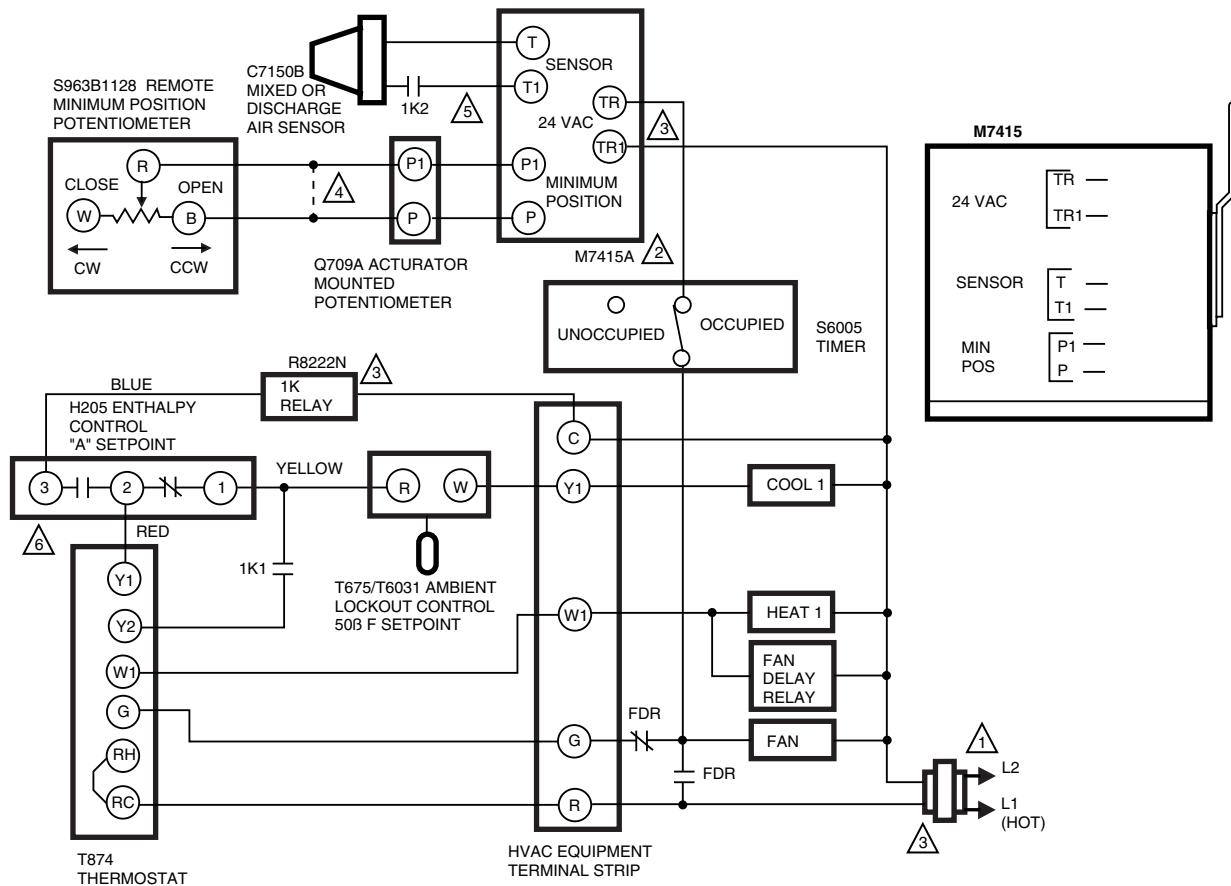 C7150B
MIXED OR
DISCHARGE
AIR SENSOR
1K2
5
T
SENSOR
T1
24 VAC
TR
TR1
3
P1
MINIMUM
POSITION
P
M7415A
2
S963B1128 REMOTE
MINIMUM POSITION
POTENTIOMETER
R
CLOSE
OPEN
W
B
CW
CCW
4
P1
P
Q709A ACTURATOR
MOUNTED
POTENTIOMETER
M7415
24 VAC
TR
TR1
SENSOR
T
T1
MIN
POS
P1
P
UNOCCUPIED
OCCUPIED
S6005
TIMER
R8222N
3
1K
RELAY
BLUE
H205 ENTHALPY
CONTROL
"A" SETPOINT
3
2
1
6
YELLOW
RED
R
W
T675/T6031 AMBIENT
LOCKOUT CONTROL
50ß F SETPOINT
1K1
Y1
Y2
W1
G
RH
RC
T874
THERMOSTAT
C
Y1
W1
G
R
HVAC EQUIPMENT
TERMINAL STRIP
COOL 1
HEAT 1
FAN
DELAY
RELAY
FDR
FAN
FDR
1
L2
L1
(HOT)
3